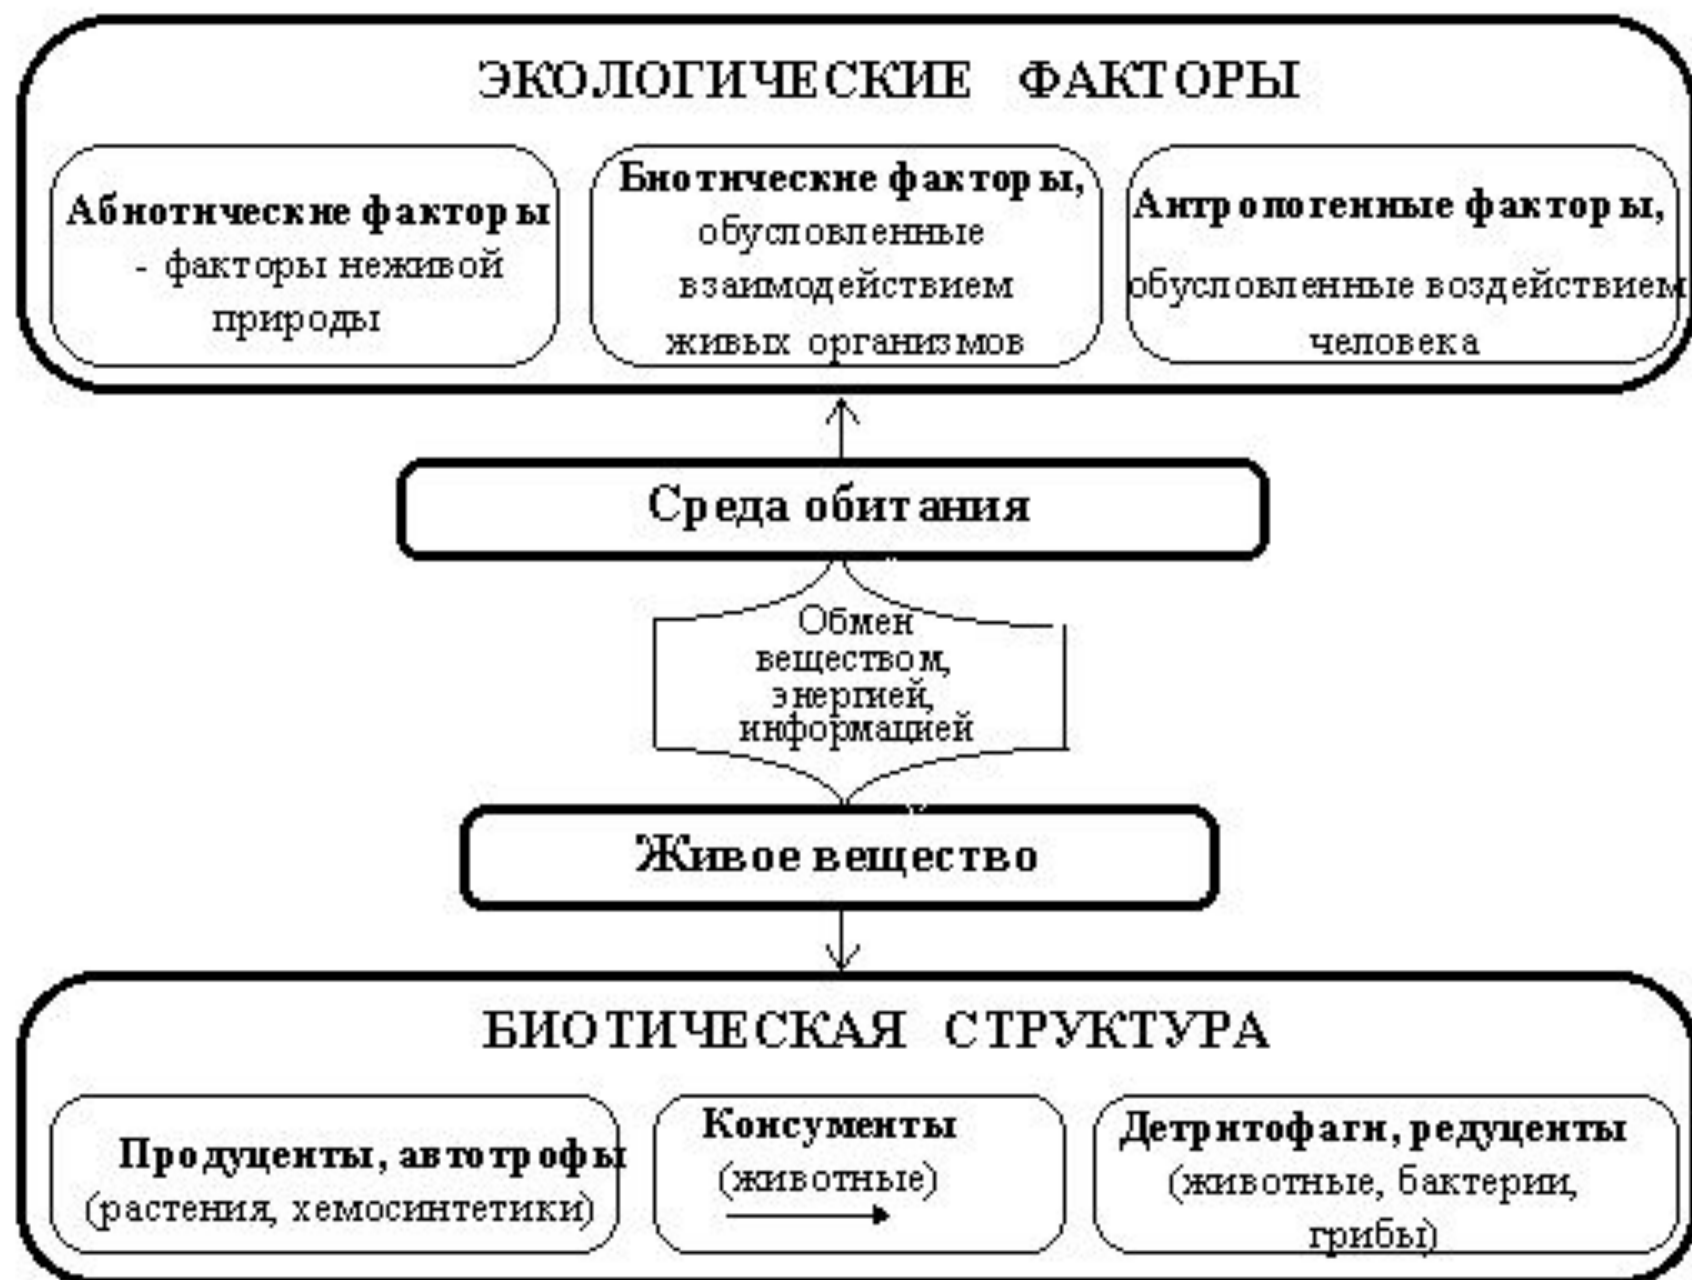 ЭКОЛОГИЧЕСКИЕ ФАКТОРЫ
Абиотические факторы
- факторы неживой
природы
Биотические факторы,
обусловленные
взаимодействием
живых организмов
Антропогенные факторы,
обусловленные воздействием
человека
Среда обитания
Обмен
веществом,
энергией,
информацией
Живое вещество
БИОТИЧЕСКАЯ СТРУКТУРА
Продуценты, автотрофы
(растения, хемосинтетики)
Консументы
(животные)
Детритофаги, редуценты
(животные, бактерии,
грибы)